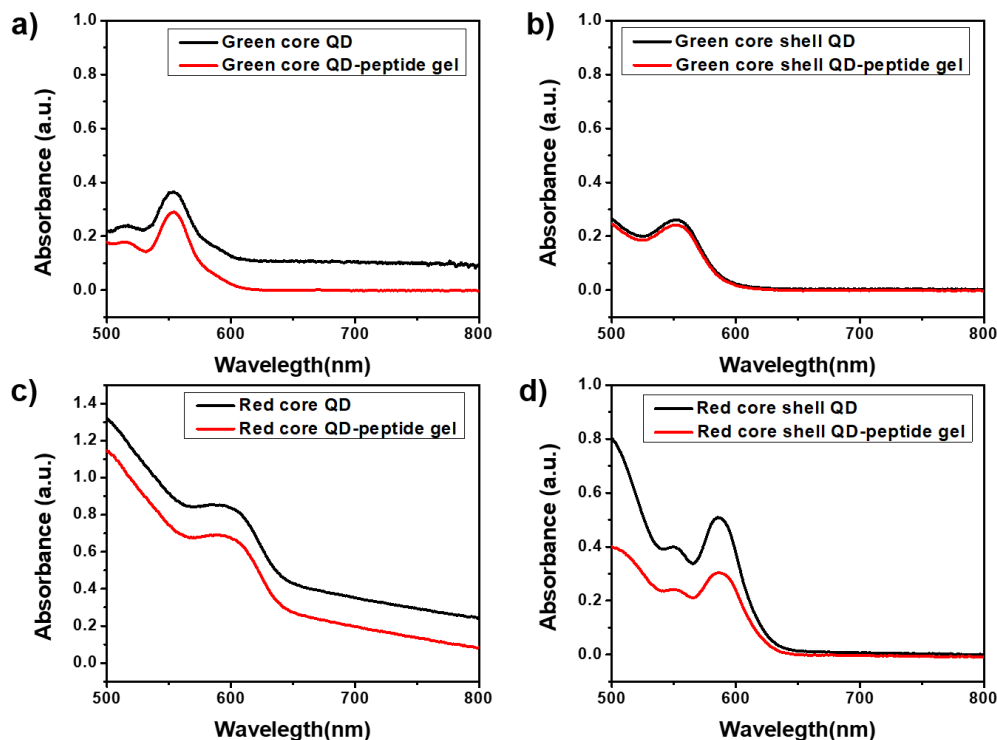 a)
Green core QD
Green core QD-peptide gel
Absorbance (a.u.)
1.0
0.8
0.6
0.4
0.2
0.0
500
600
700
800
Wavelegth(nm)
b)
Green core shell QD
Green core shell QD-peptide gel
Absorbance (a.u.)
1.0
0.8
0.6
0.4
0.2
0.0
500
600
700
800
Wavelegth(nm)
c)
Red core QD
Red core QD-peptide gel
Absorbance (a.u.)
1.4
1.2
1.0
0.8
0.6
0.4
0.2
0.0
500
600
700
800
Wavelegth(nm)
d)
Red core shell QD
Red core shell QD-peptide gel
Absorbance (a.u.)
1.0
0.8
0.6
0.4
0.2
0.0
500
600
700
800
Wavelegth(nm)